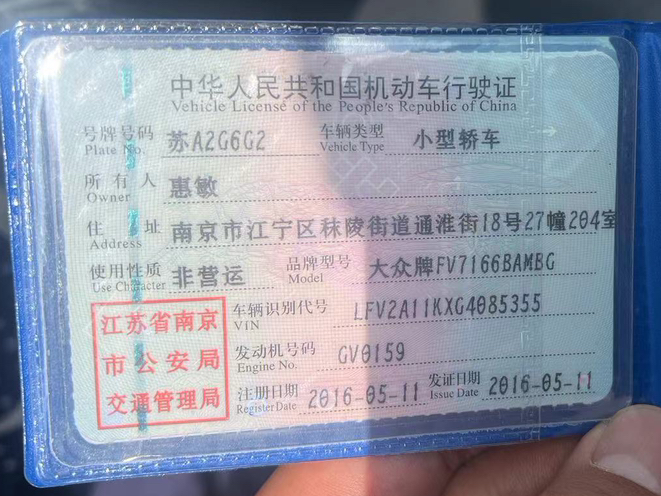 中华人民共和国机动车行驶证
Vehicle License of the People's Republic of China
号牌号码 苏A2G6G2 车辆类型 小型轿车
Plate No. Vehicle Type
所有人 惠敏
Owner
住址 南京市江宁区秣陵街道通淮街18号27幢204室
Address
使用性质 非营运 品牌型号 大众牌FV7166BAMBG
Use Character Model
江苏省南京
市公安局
交通管理局
车辆识别代号 LFV2A11KXG4085355
VIN
发动机号码 GV0159
Engine No.
注册日期 2016-05-11 发证日期 2016-05-11
Register Date Issue Date